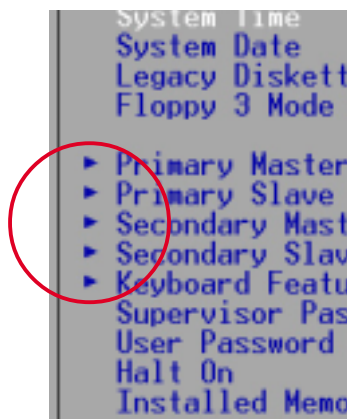 System Time
System Date
Legacy Diskett
Floppy 3 Mode
Primary Master
Primary Slave
Secondary Mast
Secondary Slav
Keyboard Featu
Supervisor Pas
User Password
Halt On
Installed Memo